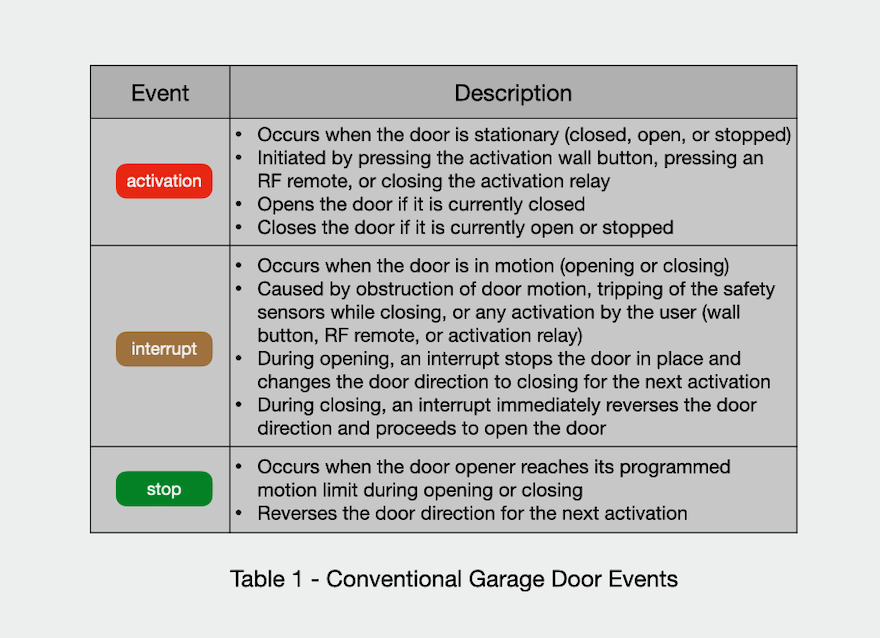 Event
Description
activation
• Occurs when the door is stationary (closed, open, or stopped)
• Initiated by pressing the activation wall button, pressing an
RF remote, or closing the activation relay
• Opens the door if it is currently closed
• Closes the door if it is currently open or stopped
interrupt
• Occurs when the door is in motion (opening or closing)
• Caused by obstruction of door motion, tripping of the safety
sensors while closing, or any activation by the user (wall
button, RF remote, or activation relay)
• During opening, an interrupt stops the door in place and
changes the door direction to closing for the next activation
• During closing, an interrupt immediately reverses the door
direction and proceeds to open the door
stop
• Occurs when the door opener reaches its programmed
motion limit during opening or closing
• Reverses the door direction for the next activation
Table 1 - Conventional Garage Door Events